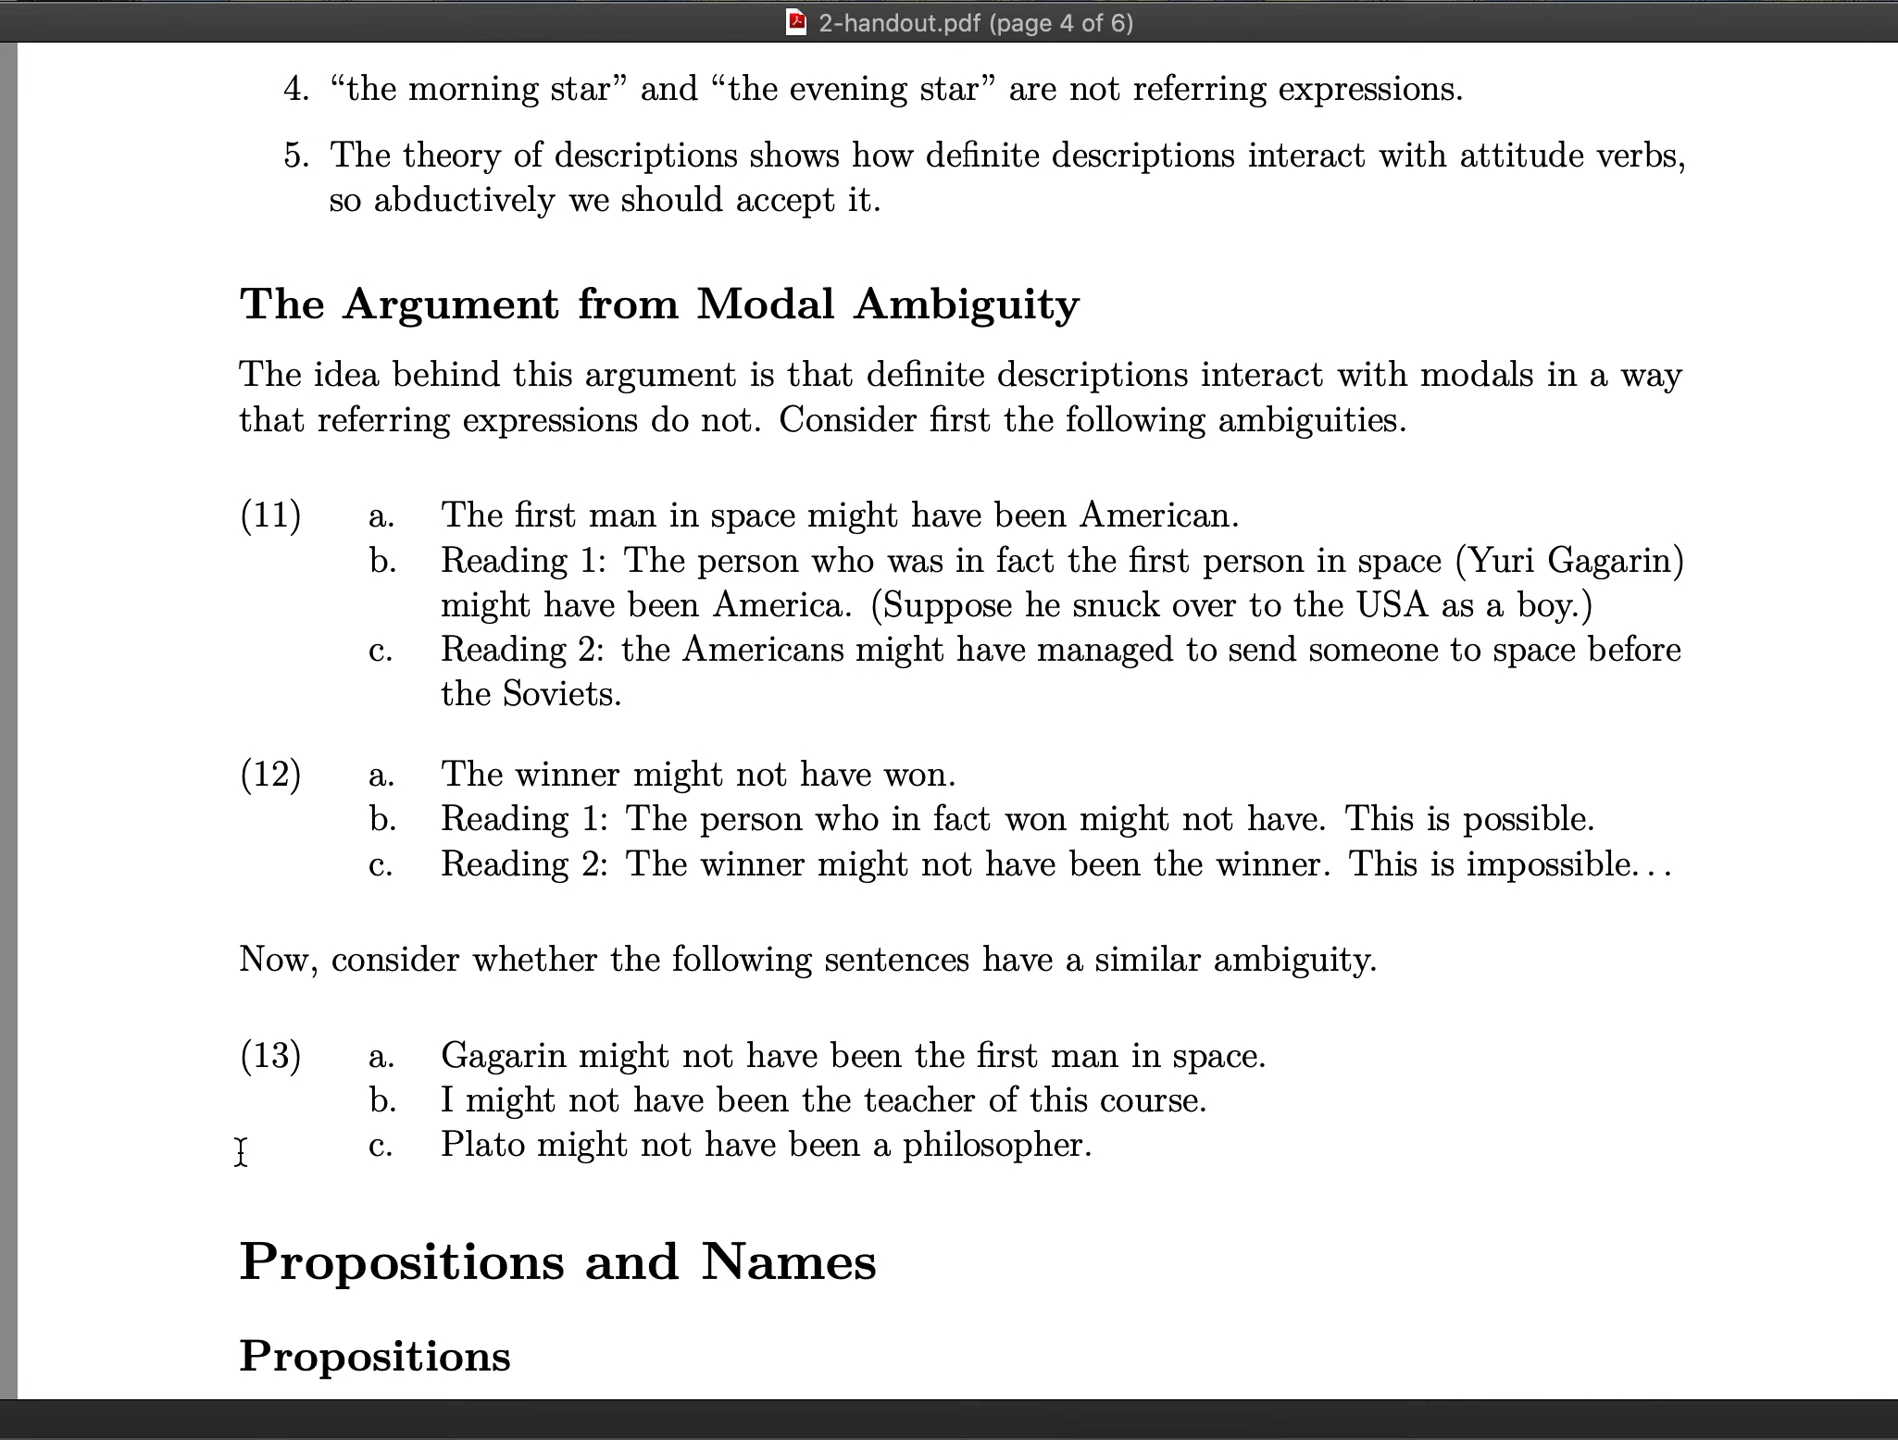 2-handout.pdf (page 4 of 6)
4. “the morning star” and “the evening star” are not referring expressions.
5. The theory of descriptions shows how definite descriptions interact with attitude verbs,
so abductively we should accept it.
The Argument from Modal Ambiguity
The idea behind this argument is that definite descriptions interact with modals in a way
that referring expressions do not. Consider first the following ambiguities.
(11) a. The first man in space might have been American.
b. Reading 1: The person who was in fact the first person in space (Yuri Gagarin)
might have been America. (Suppose he snuck over to the USA as a boy.)
c. Reading 2: the Americans might have managed to send someone to space before
the Soviets.
(12) a. The winner might not have won.
b. Reading 1: The person who in fact won might not have. This is possible.
c. Reading 2: The winner might not have been the winner. This is impossible...
Now, consider whether the following sentences have a similar ambiguity.
(13) a. Gagarin might not have been the first man in space.
b. I might not have been the teacher of this course.
c. Plato might not have been a philosopher.
Propositions and Names
Propositions